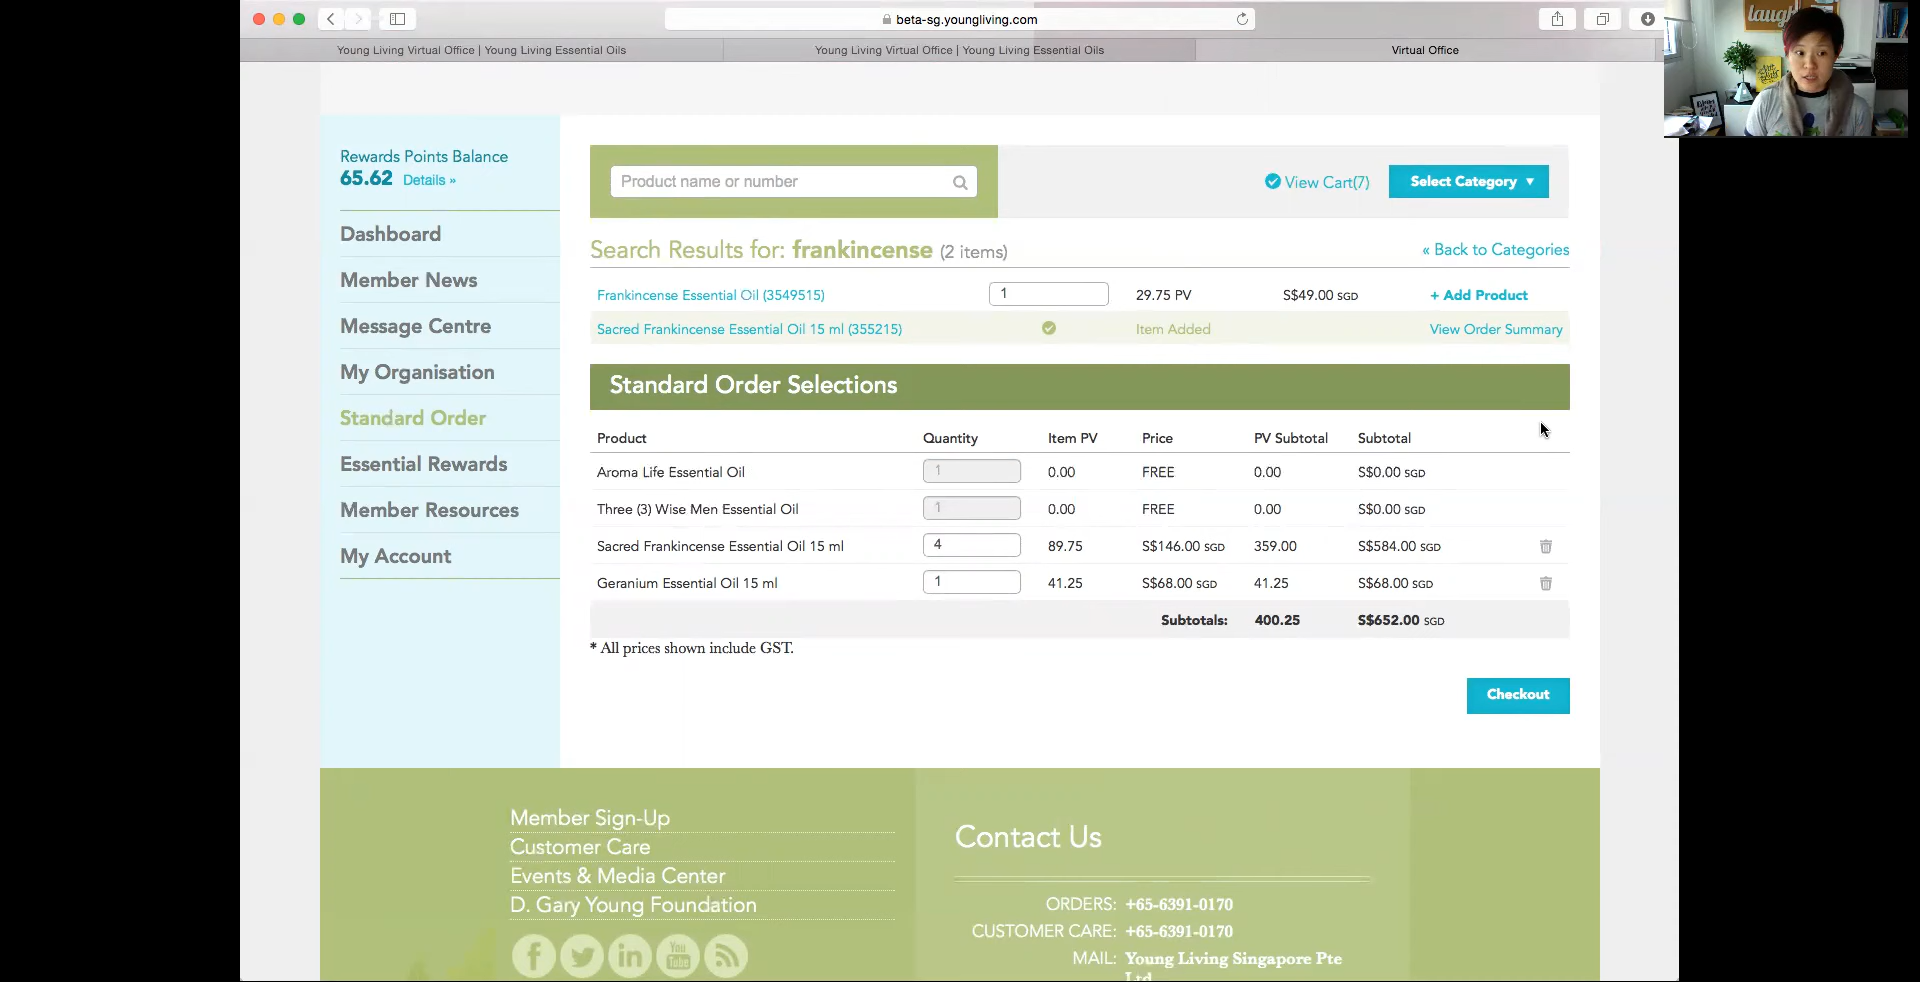 beta-sg.youngliving.com
Young Living Virtual Office | Young Living Essential Oils
Young Living Virtual Office | Young Living Essential Oils
Virtual Office
laugh
Rewards Points Balance
65.62 Details »
Dashboard
Member News
Message Centre
My Organisation
Standard Order
Essential Rewards
Member Resources
My Account
Product name or number
View Cart(7)
Select Category ▼
Search Results for: frankincense (2 items)
« Back to Categories
Frankincense Essential Oil (3549515) 1 29.75 PV S$49.00 SGD + Add Product
Sacred Frankincense Essential Oil 15 ml (355215) Item Added View Order Summary
Standard Order Selections
Product Quantity Item PV Price PV Subtotal Subtotal
Aroma Life Essential Oil 1 0.00 FREE 0.00 S$0.00 SGD
Three (3) Wise Men Essential Oil 1 0.00 FREE 0.00 S$0.00 SGD
Sacred Frankincense Essential Oil 15 ml 4 89.75 S$146.00 SGD 359.00 S$584.00 SGD
Geranium Essential Oil 15 ml 1 41.25 S$68.00 SGD 41.25 S$68.00 SGD
Subtotals: 400.25 S$652.00 SGD
* All prices shown include GST.
Checkout
Member Sign-Up
Customer Care
Events & Media Center
D. Gary Young Foundation
You
Tube
Contact Us
ORDERS: +65-6391-0170
CUSTOMER CARE: +65-6391-0170
MAIL: Young Living Singapore Pte
Ltd